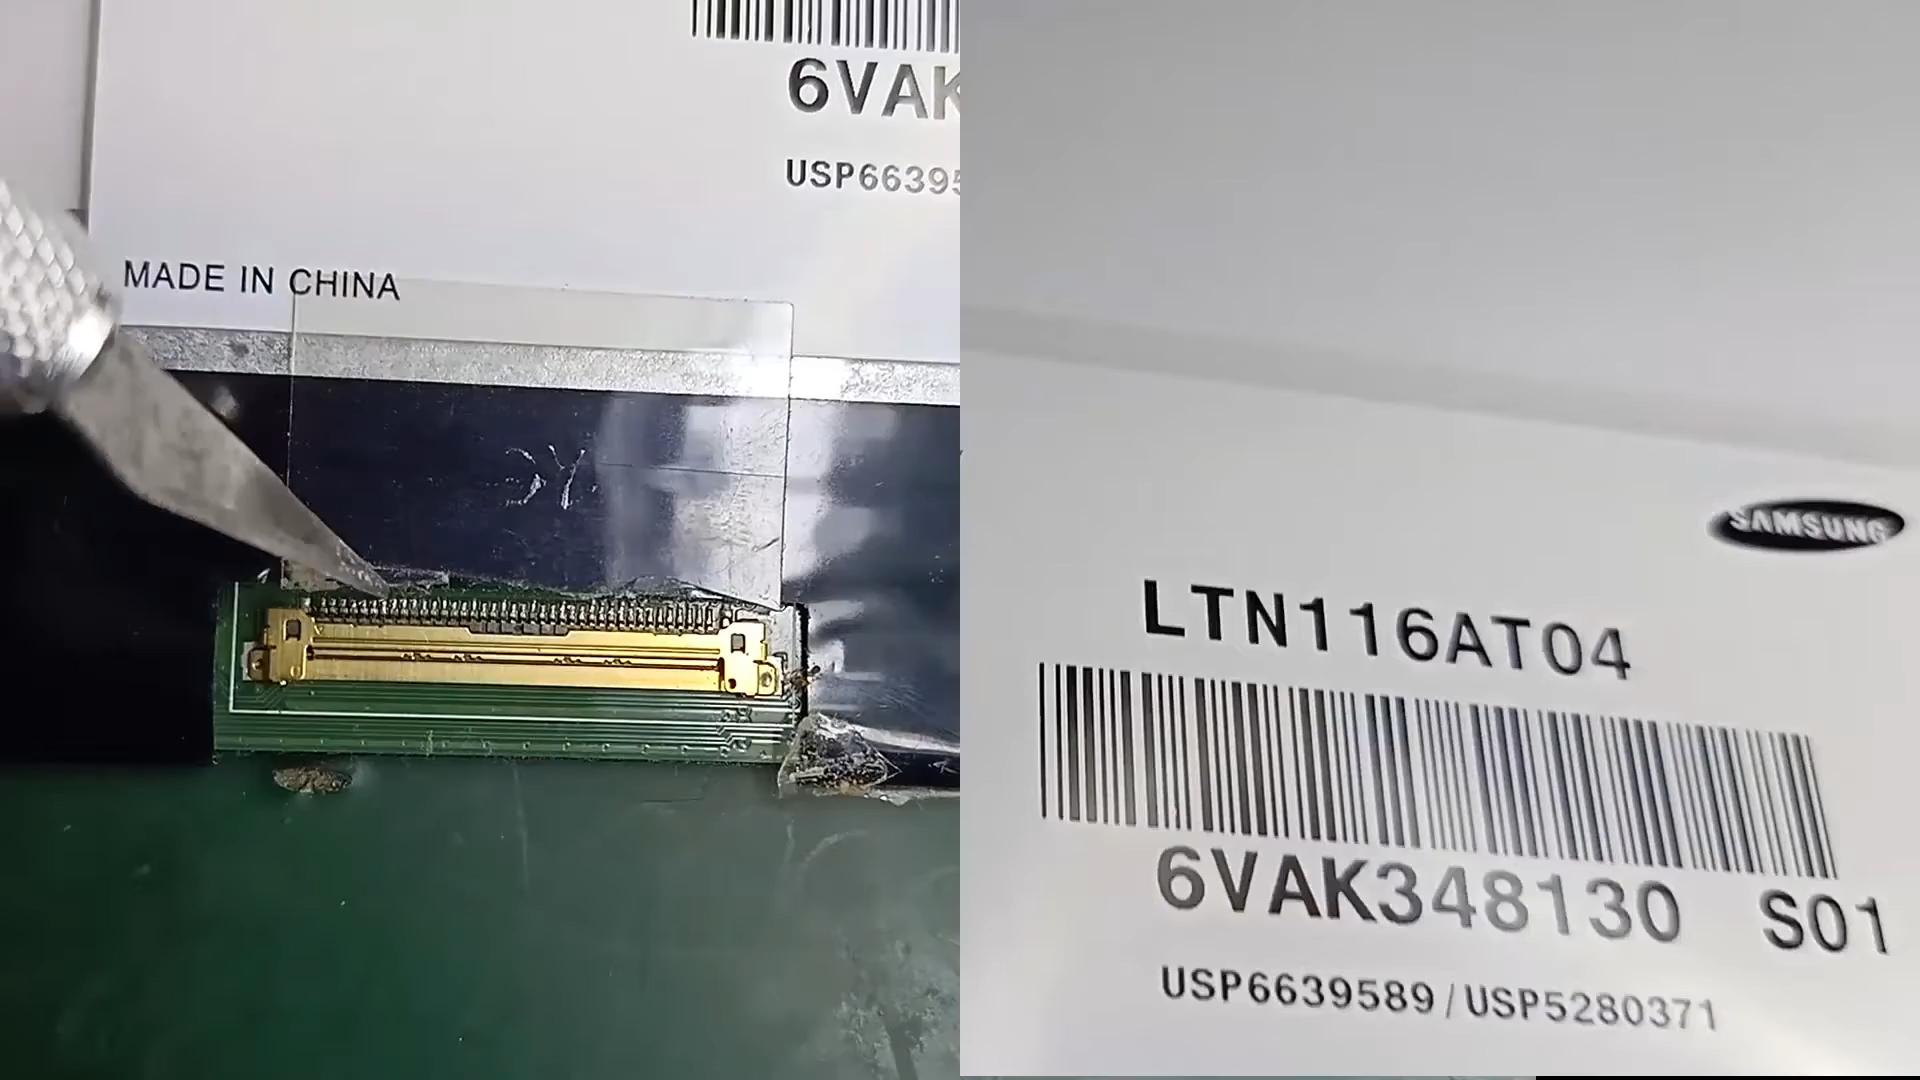 6VAK
USP66395
MADE IN CHINA
SAMSUNG
LTN116AT04
6VAK348130 S01
USP6639589/USP5280371